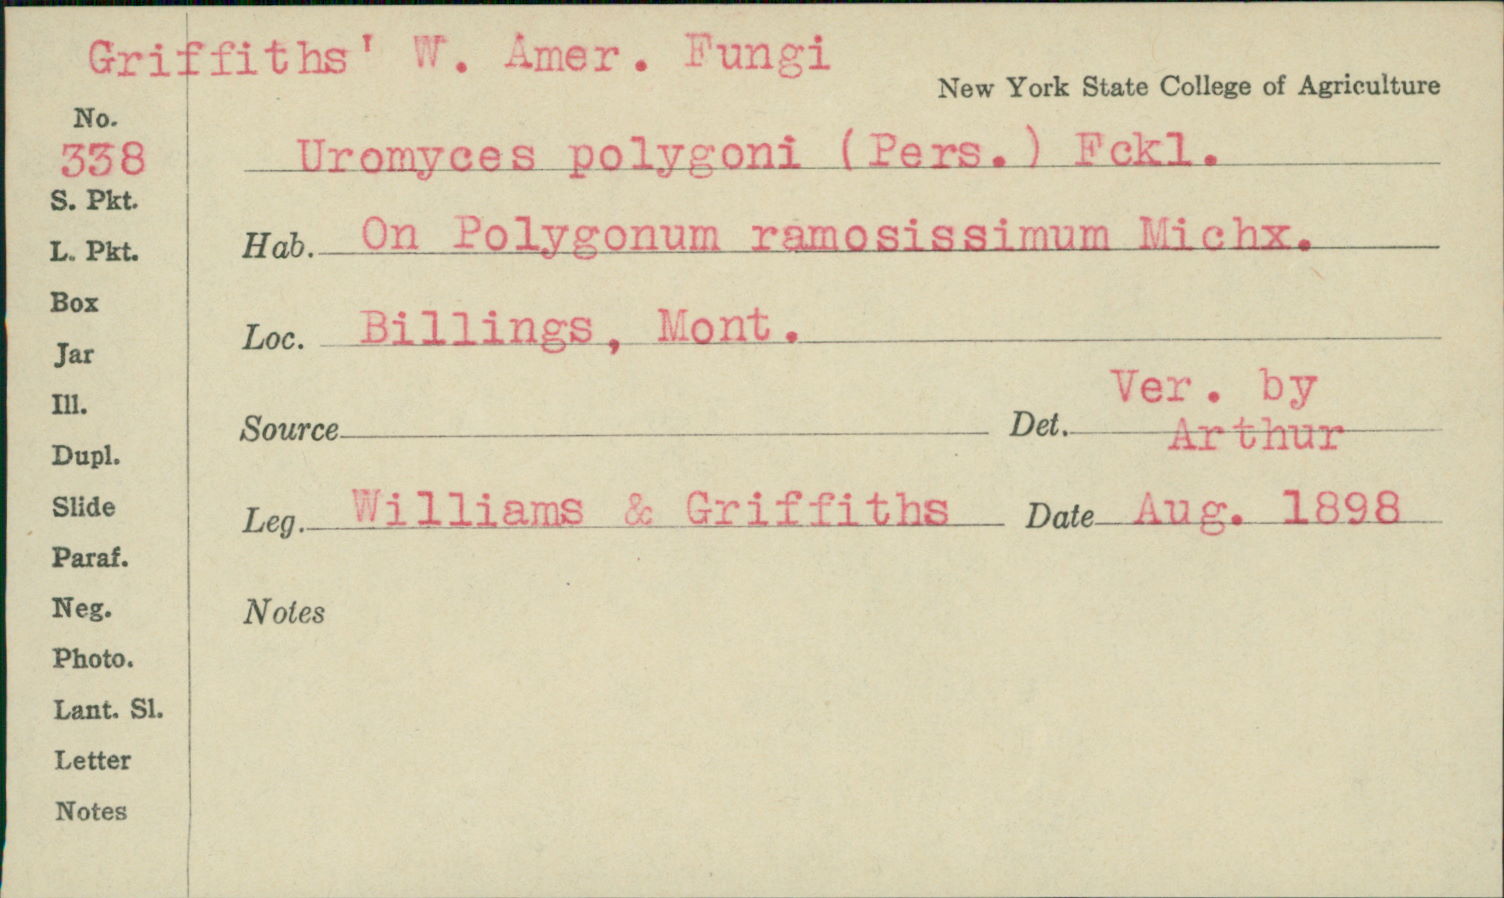 Griffiths' W. Amer. Fungi
New York State College of Agriculture
No.
338
Uromyces polygoni (Pers.) Fckl.
S. Pkt.
L. Pkt.
Hab. On Polygonum ramosissimum Michx.
Box
Jar
Loc. Billings, Mont.
Ill.
Dupl.
Source
Det. Ver. by
Arthur
Slide
Leg. Williams & Griffiths Date Aug. 1898
Paraf.
Neg.
Notes
Photo.
Lant. Sl.
Letter
Notes